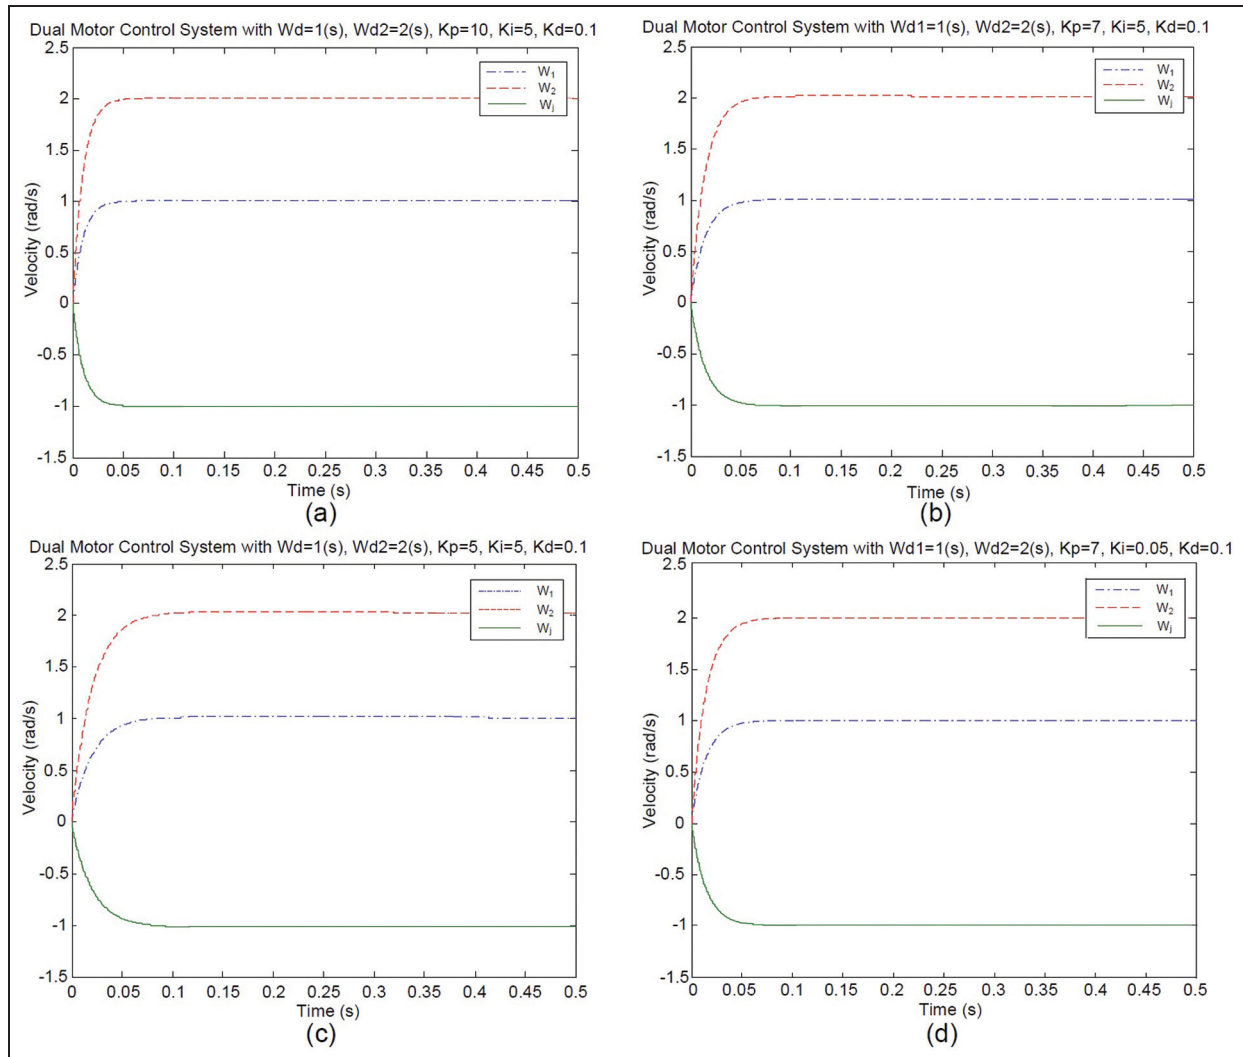 Dual Motor Control System with Wd=1(s), Wd2=2(s), Kp=10, Ki=5, Kd=0.1
2.5
2
1.5
1
0.5
0
-0.5
-1
-1.5
Velocity (rad/s)
W1
W2
Wj
0 0.05 0.1 0.15 0.2 0.25 0.3 0.35 0.4 0.45 0.5
Time (s)
(a)
Dual Motor Control System with Wd1=1(s), Wd2=2(s), Kp=7, Ki=5, Kd=0.1
2.5
2
1.5
1
0.5
0
-0.5
-1
-1.5
Velocity (rad/s)
W1
W2
Wj
0 0.05 0.1 0.15 0.2 0.25 0.3 0.35 0.4 0.45 0.5
Time (s)
(b)
Dual Motor Control System with Wd=1(s), Wd2=2(s), Kp=5, Ki=5, Kd=0.1
2.5
2
1.5
1
0.5
0
-0.5
-1
-1.5
Velocity (rad/s)
W1
W2
Wj
0 0.05 0.1 0.15 0.2 0.25 0.3 0.35 0.4 0.45 0.5
Time (s)
(c)
Dual Motor Control System with Wd1=1(s), Wd2=2(s), Kp=7, Ki=0.05, Kd=0.1
2.5
2
1.5
1
0.5
0
-0.5
-1
-1.5
Velocity (rad/s)
W1
W2
Wj
0 0.05 0.1 0.15 0.2 0.25 0.3 0.35 0.4 0.45 0.5
Time (s)
(d)